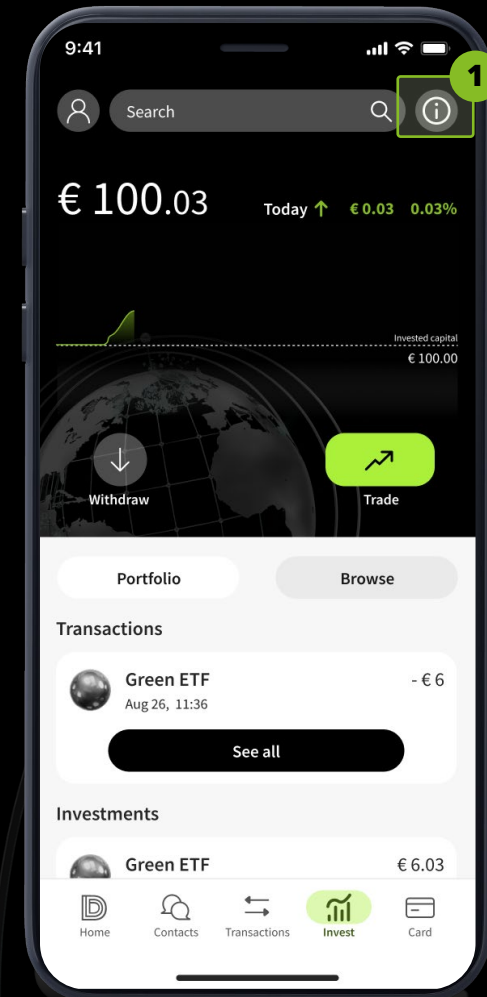 9:41
1
Search
€ 100.03 Today ↑ € 0.03 0.03%
Invested capital
€ 100.00
Withdraw Trade
Portfolio Browse
Transactions
Green ETF - € 6
Aug 26, 11:36
See all
Investments
Green ETF € 6.03
Home Contacts Transactions Invest Card